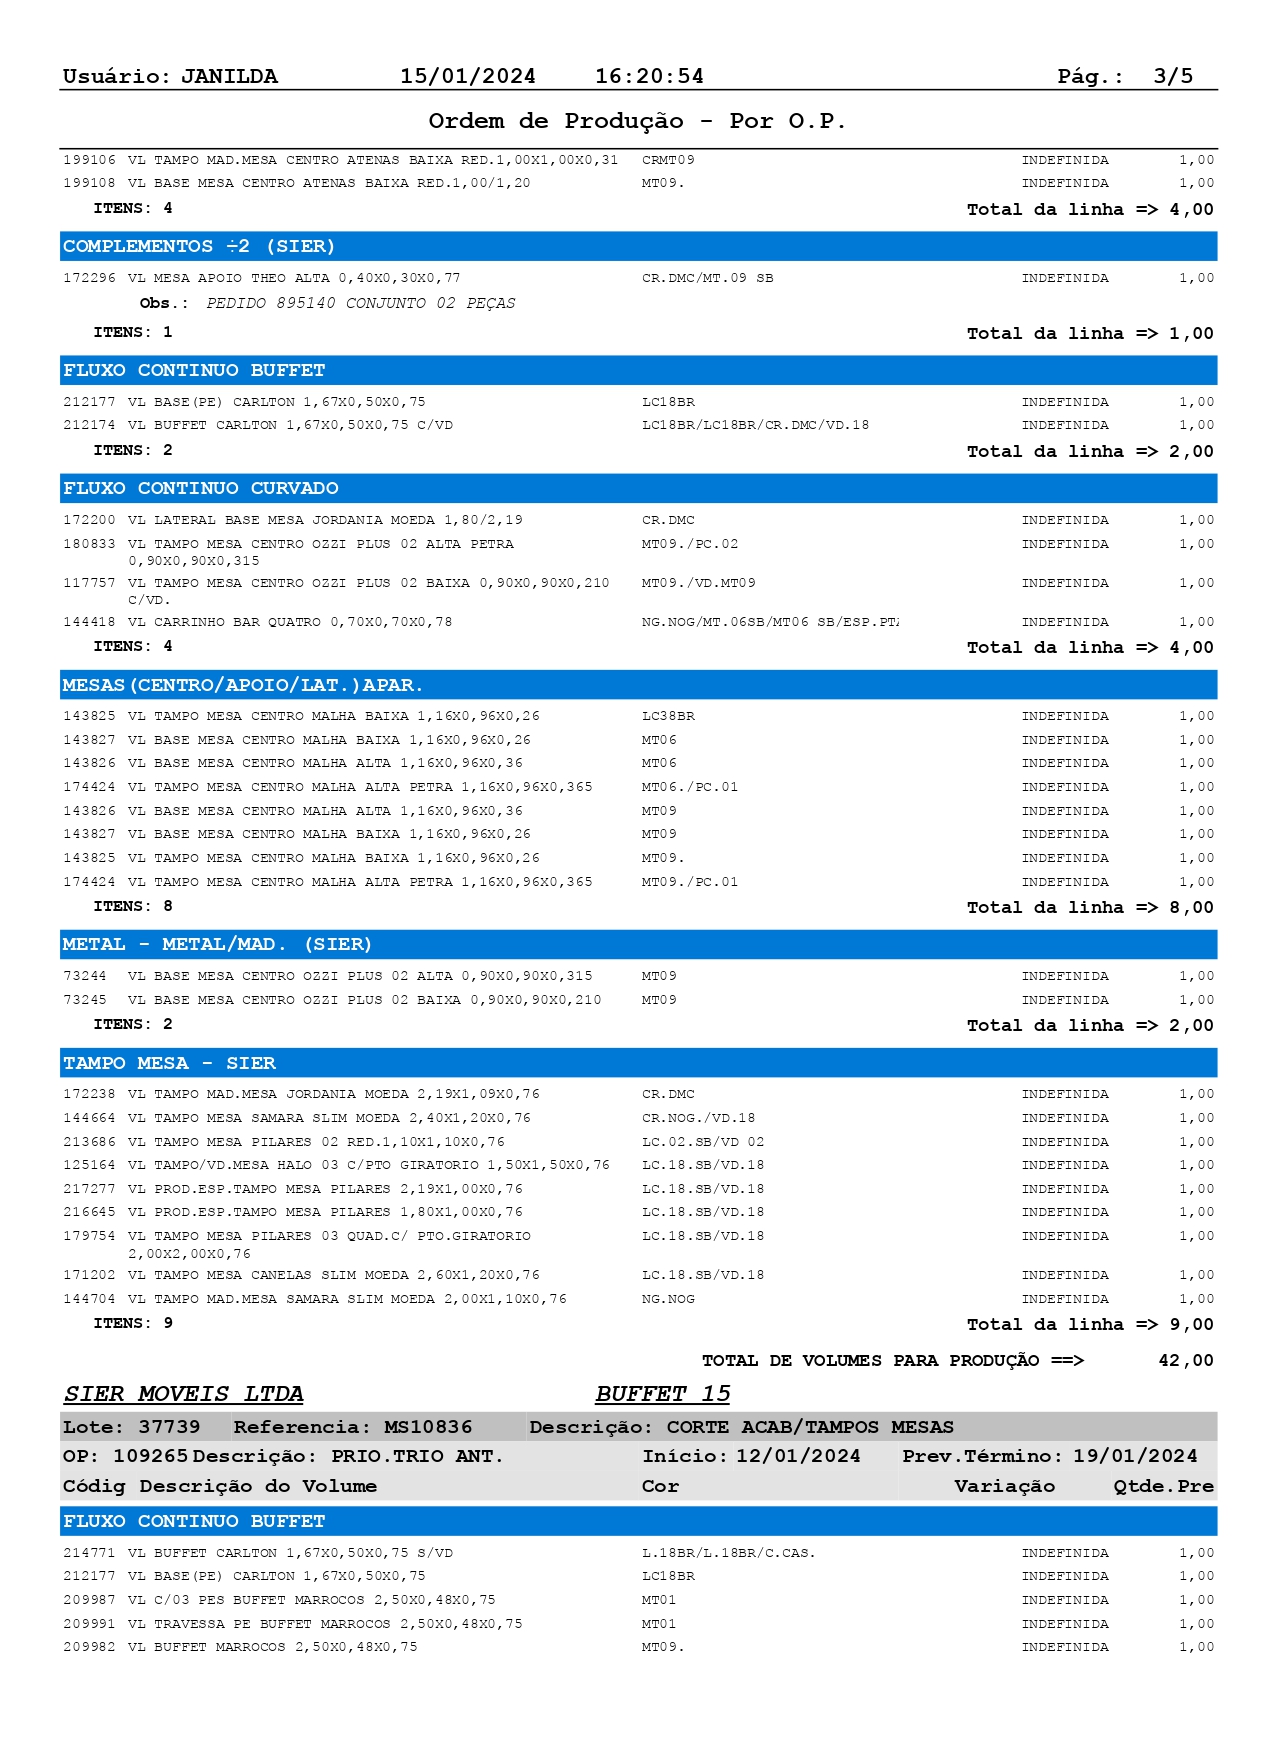 Usuário: JANILDA 15/01/2024 16:20:54 Pág.: 3/5
Ordem de Produção - Por O.P.
199106 VL TAMPO MAD.MESA CENTRO ATENAS BAIXA RED.1,00X1,00X0,31 CRMT09 INDEFINIDA 1,00
199108 VL BASE MESA CENTRO ATENAS BAIXA RED.1,00/1,20 MT09. INDEFINIDA 1,00
ITENS: 4 Total da linha => 4,00
COMPLEMENTOS ÷2 (SIER)
172296 VL MESA APOIO THEO ALTA 0,40X0,30X0,77 CR.DMC/MT.09 SB INDEFINIDA 1,00
Obs.: PEDIDO 895140 CONJUNTO 02 PEÇAS
ITENS: 1 Total da linha => 1,00
FLUXO CONTINUO BUFFET
212177 VL BASE(PE) CARLTON 1,67X0,50X0,75 LC18BR INDEFINIDA 1,00
212174 VL BUFFET CARLTON 1,67X0,50X0,75 C/VD LC18BR/LC18BR/CR.DMC/VD.18 INDEFINIDA 1,00
ITENS: 2 Total da linha => 2,00
FLUXO CONTINUO CURVADO
172200 VL LATERAL BASE MESA JORDANIA MOEDA 1,80/2,19 CR.DMC INDEFINIDA 1,00
180833 VL TAMPO MESA CENTRO OZZI PLUS 02 ALTA PETRA MT09./PC.02 INDEFINIDA 1,00
0,90X0,90X0,315
117757 VL TAMPO MESA CENTRO OZZI PLUS 02 BAIXA 0,90X0,90X0,210 MT09./VD.MT09 INDEFINIDA 1,00
C/VD.
144418 VL CARRINHO BAR QUATRO 0,70X0,70X0,78 NG.NOG/MT.06SB/MT06 SB/ESP.PT INDEFINIDA 1,00
ITENS: 4 Total da linha => 4,00
MESAS(CENTRO/APOIO/LAT.)APAR.
143825 VL TAMPO MESA CENTRO MALHA BAIXA 1,16X0,96X0,26 LC38BR INDEFINIDA 1,00
143827 VL BASE MESA CENTRO MALHA BAIXA 1,16X0,96X0,26 MT06 INDEFINIDA 1,00
143826 VL BASE MESA CENTRO MALHA ALTA 1,16X0,96X0,36 MT06 INDEFINIDA 1,00
174424 VL TAMPO MESA CENTRO MALHA ALTA PETRA 1,16X0,96X0,365 MT06./PC.01 INDEFINIDA 1,00
143826 VL BASE MESA CENTRO MALHA ALTA 1,16X0,96X0,36 MT09 INDEFINIDA 1,00
143827 VL BASE MESA CENTRO MALHA BAIXA 1,16X0,96X0,26 MT09 INDEFINIDA 1,00
143825 VL TAMPO MESA CENTRO MALHA BAIXA 1,16X0,96X0,26 MT09. INDEFINIDA 1,00
174424 VL TAMPO MESA CENTRO MALHA ALTA PETRA 1,16X0,96X0,365 MT09./PC.01 INDEFINIDA 1,00
ITENS: 8 Total da linha => 8,00
METAL - METAL/MAD. (SIER)
73244 VL BASE MESA CENTRO OZZI PLUS 02 ALTA 0,90X0,90X0,315 MT09 INDEFINIDA 1,00
73245 VL BASE MESA CENTRO OZZI PLUS 02 BAIXA 0,90X0,90X0,210 MT09 INDEFINIDA 1,00
ITENS: 2 Total da linha => 2,00
TAMPO MESA - SIER
172238 VL TAMPO MAD.MESA JORDANIA MOEDA 2,19X1,09X0,76 CR.DMC INDEFINIDA 1,00
144664 VL TAMPO MESA SAMARA SLIM MOEDA 2,40X1,20X0,76 CR.NOG./VD.18 INDEFINIDA 1,00
213686 VL TAMPO MESA PILARES 02 RED.1,10X1,10X0,76 LC.02.SB/VD 02 INDEFINIDA 1,00
125164 VL TAMPO/VD.MESA HALO 03 C/PTO GIRATORIO 1,50X1,50X0,76 LC.18.SB/VD.18 INDEFINIDA 1,00
217277 VL PROD.ESP.TAMPO MESA PILARES 2,19X1,00X0,76 LC.18.SB/VD.18 INDEFINIDA 1,00
216645 VL PROD.ESP.TAMPO MESA PILARES 1,80X1,00X0,76 LC.18.SB/VD.18 INDEFINIDA 1,00
179754 VL TAMPO MESA PILARES 03 QUAD.C/ PTO.GIRATORIO LC.18.SB/VD.18 INDEFINIDA 1,00
2,00X2,00X0,76
171202 VL TAMPO MESA CANELAS SLIM MOEDA 2,60X1,20X0,76 LC.18.SB/VD.18 INDEFINIDA 1,00
144704 VL TAMPO MAD.MESA SAMARA SLIM MOEDA 2,00X1,10X0,76 NG.NOG INDEFINIDA 1,00
ITENS: 9 Total da linha => 9,00
TOTAL DE VOLUMES PARA PRODUÇÃO ==> 42,00
SIER MOVEIS LTDA BUFFET 15
Lote: 37739 Referencia: MS10836 Descrição: CORTE ACAB/TAMPOS MESAS
OP: 109265 Descrição: PRIO.TRIO ANT. Início: 12/01/2024 Prev.Término: 19/01/2024
Códig Descrição do Volume Cor Variação Qtde.Pre
FLUXO CONTINUO BUFFET
214771 VL BUFFET CARLTON 1,67X0,50X0,75 S/VD L.18BR/L.18BR/C.CAS. INDEFINIDA 1,00
212177 VL BASE(PE) CARLTON 1,67X0,50X0,75 LC18BR INDEFINIDA 1,00
209987 VL C/03 PES BUFFET MARROCOS 2,50X0,48X0,75 MT01 INDEFINIDA 1,00
209991 VL TRAVESSA PE BUFFET MARROCOS 2,50X0,48X0,75 MT01 INDEFINIDA 1,00
209982 VL BUFFET MARROCOS 2,50X0,48X0,75 MT09. INDEFINIDA 1,00